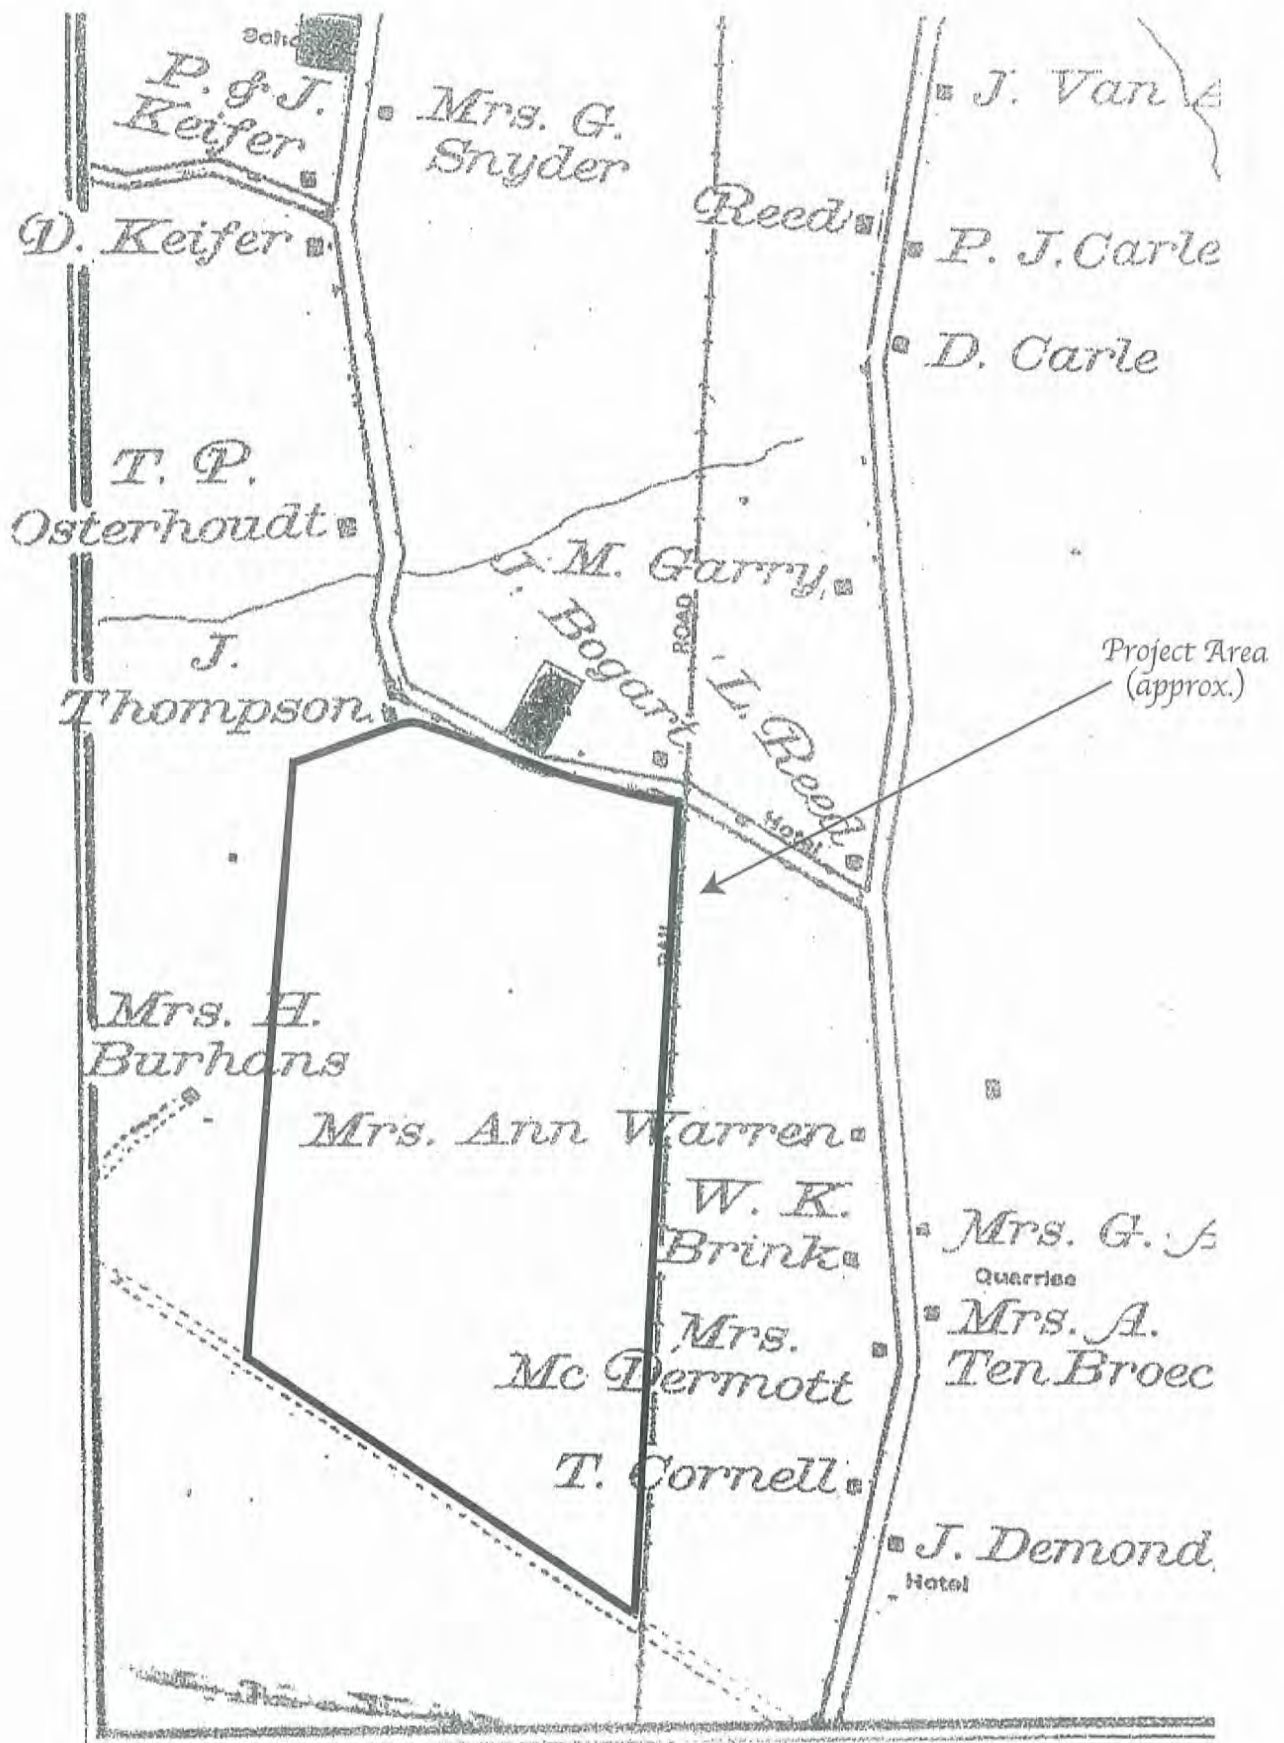 P. & J.
Keifer
Mrs. G.
Snyder
J. Van
Reed
D. Keifer
P. J. Carle
D. Carle
T. P.
Osterhoudt
M. Garry
ROAD
Bogart
L. Reed
Hotel
J.
Thompson
Project Area
(approx.)
Mrs. H.
Burhans
Mrs. Ann Warren
W. K.
Brink
Mrs. G. A
Quarries
Mrs.
Mc Dermott
Mrs. A.
Ten Broec
T. Cornell
J. Demond
Hotel